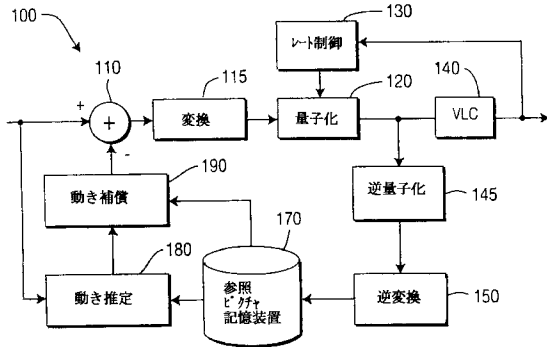 100
110
+
+
-
115
変換
130
ﾚｰﾄ制御
120
量子化
140
VLC
190
動き補償
145
逆量子化
180
動き推定
170
参照
ﾋﾟｸﾁｬ
記憶装置
逆変換
150